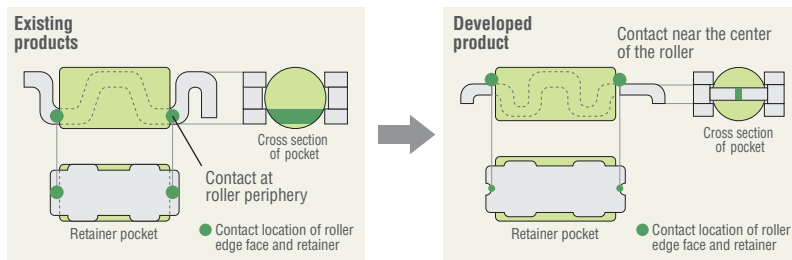 Existing
products
Cross section
of pocket
Contact at
roller periphery
Retainer pocket
Contact location of roller
edge face and retainer
Developed
product
Contact near the center
of the roller
Cross section
of pocket
Retainer pocket
Contact location of roller
edge face and retainer